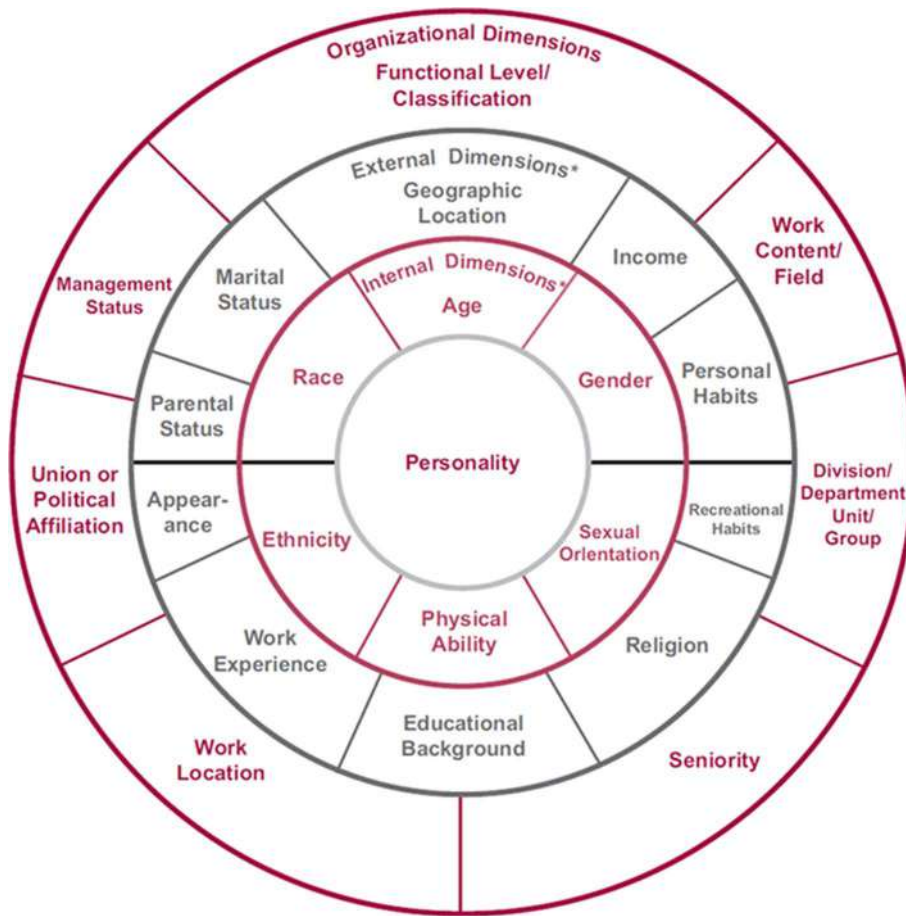 Organizational Dimensions
Functional Level/
Classification
External Dimensions*
Geographic
Location
Income
Work
Content/
Field
Marital
Status
Management
Status
Internal Dimensions*
Age
Race
Gender
Personal
Habits
Parental
Status
Personality
Union or
Political
Affiliation
Appear-
ance
Ethnicity
Sexual
Orlentation
Recreational
Habits
Division/
Department
Unit/
Group
Physical
Ability
Work
Experience
Religion
Educational
Background
Work
Location
Seniority